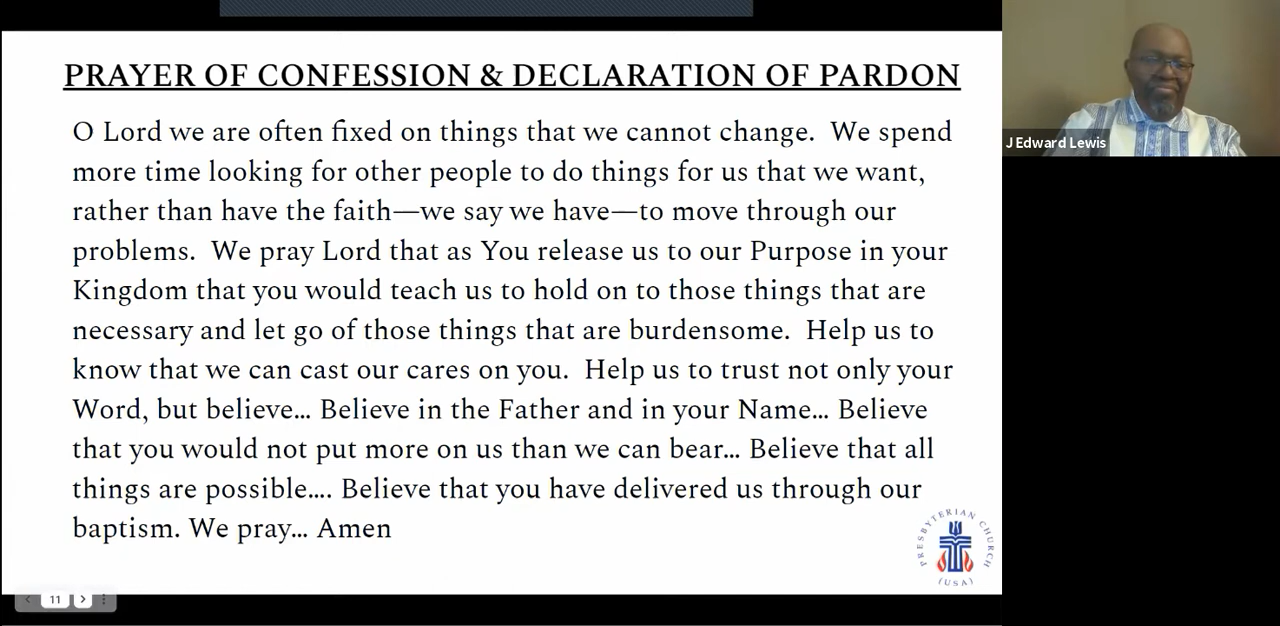 PRAYER OF CONFESSION & DECLARATION OF PARDON
O Lord we are often fixed on things that we cannot change.  We spend
more time looking for other people to do things for us that we want,
rather than have the faith—we say we have—to move through our
problems.  We pray Lord that as You release us to our Purpose in your
Kingdom that you would teach us to hold on to those things that are
necessary and let go of those things that are burdensome.  Help us to
know that we can cast our cares on you.  Help us to trust not only your
Word, but believe... Believe in the Father and in your Name... Believe
that you would not put more on us than we can bear... Believe that all
things are possible.... Believe that you have delivered us through our
baptism. We pray... Amen
PRESBYTERIAN CHURCH
(USA)
11
J Edward Lewis